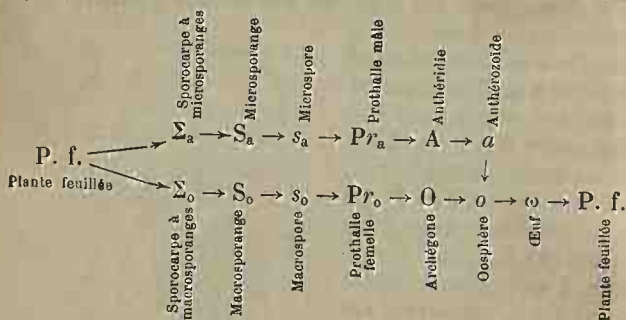 Sporocarpe à microsporanges
Microsporange
Microspore
Prothalle mâle
Anthéridie
Anthérozoïde
Σa → Sa → sa → Pra → A → a
P. f.
Plante feuillée
↓
Σo → So → so → Pro → O → o → ω → P. f.
Sporocarpe à macrosporanges
Macrosporange
Macrospore
Prothalle femelle
Archégone
Oosphère
Œuf
Plante feuillée